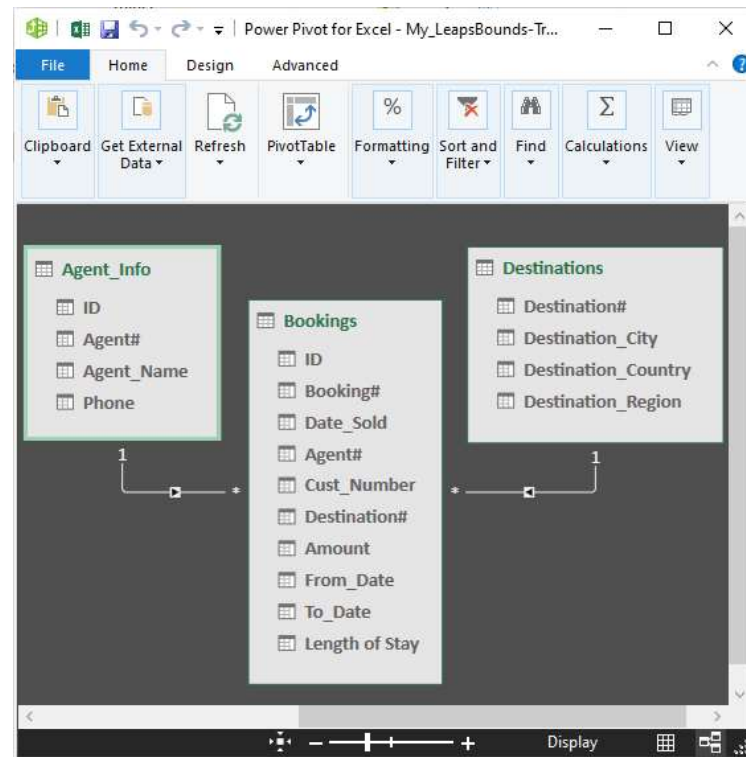 Power Pivot for Excel - My_LeapsBounds-Tr...
File Home Design Advanced
Clipboard Get External Data Refresh PivotTable Formatting Sort and Filter Find Calculations View
Agent_Info
ID
Agent#
Agent_Name
Phone
1
*
Bookings
ID
Booking#
Date_Sold
Agent#
Cust_Number
Destination#
Amount
From_Date
To_Date
Length of Stay
Destinations
Destination#
Destination_City
Destination_Country
Destination_Region
1
*
Display